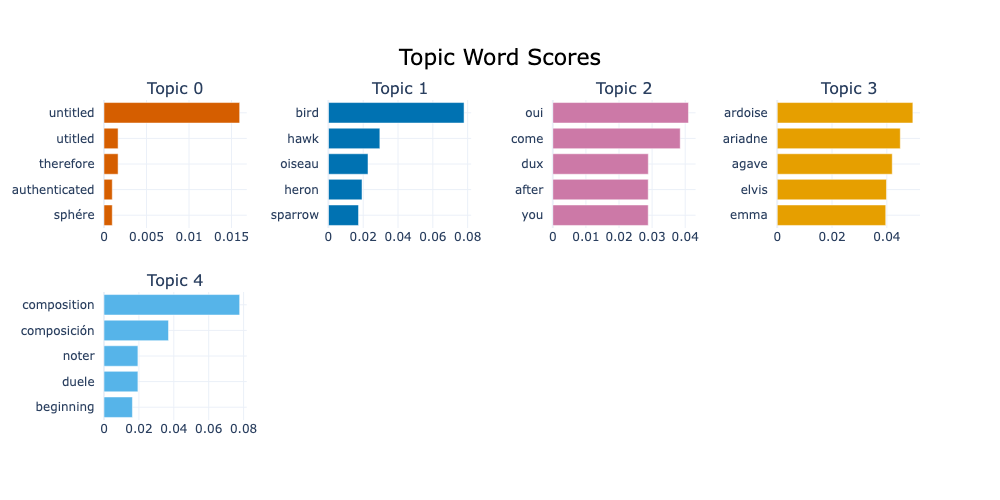 Topic Word Scores
Topic 0
untitled
utitled
therefore
authenticated
sphére
0 0.005 0.01 0.015
Topic 1
bird
hawk
oiseau
heron
sparrow
0 0.02 0.04 0.06 0.08
Topic 2
oui
come
dux
after
you
0 0.01 0.02 0.03 0.04
Topic 3
ardoise
ariadne
agave
elvis
emma
0 0.02 0.04
Topic 4
composition
composición
noter
duele
beginning
0 0.02 0.04 0.06 0.08